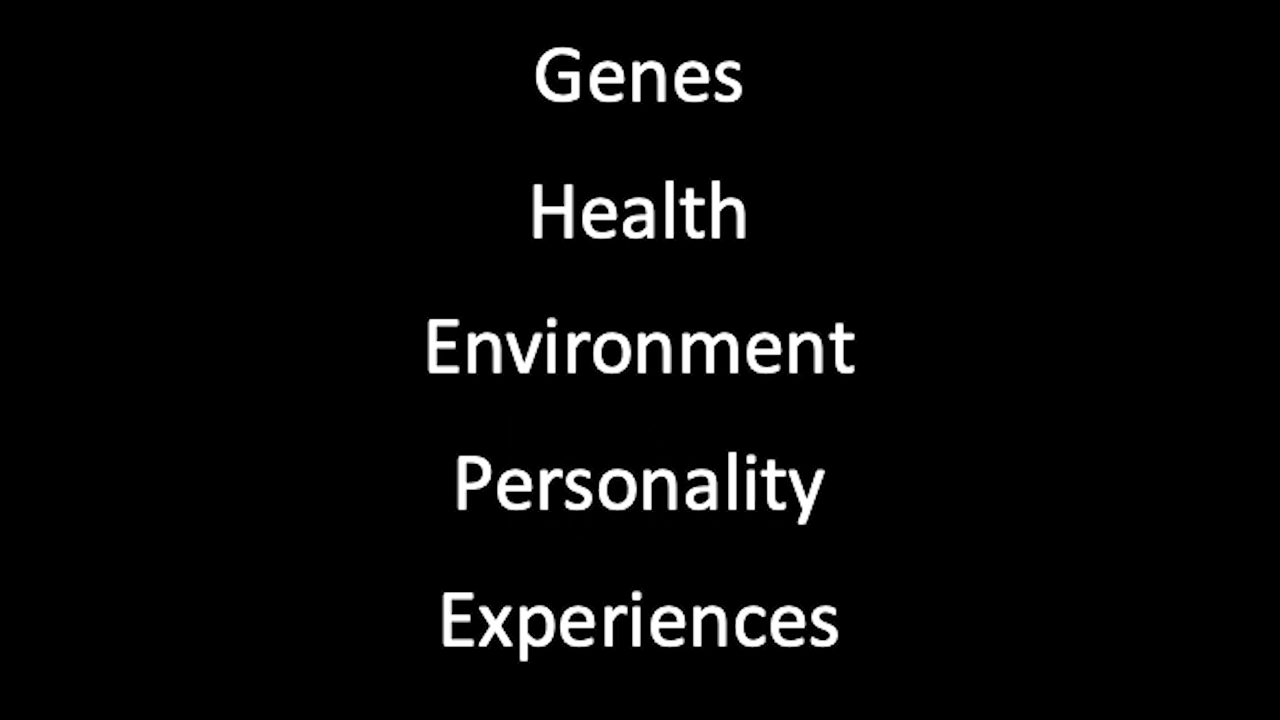 Genes
Health
Environment
Personality
Experiences